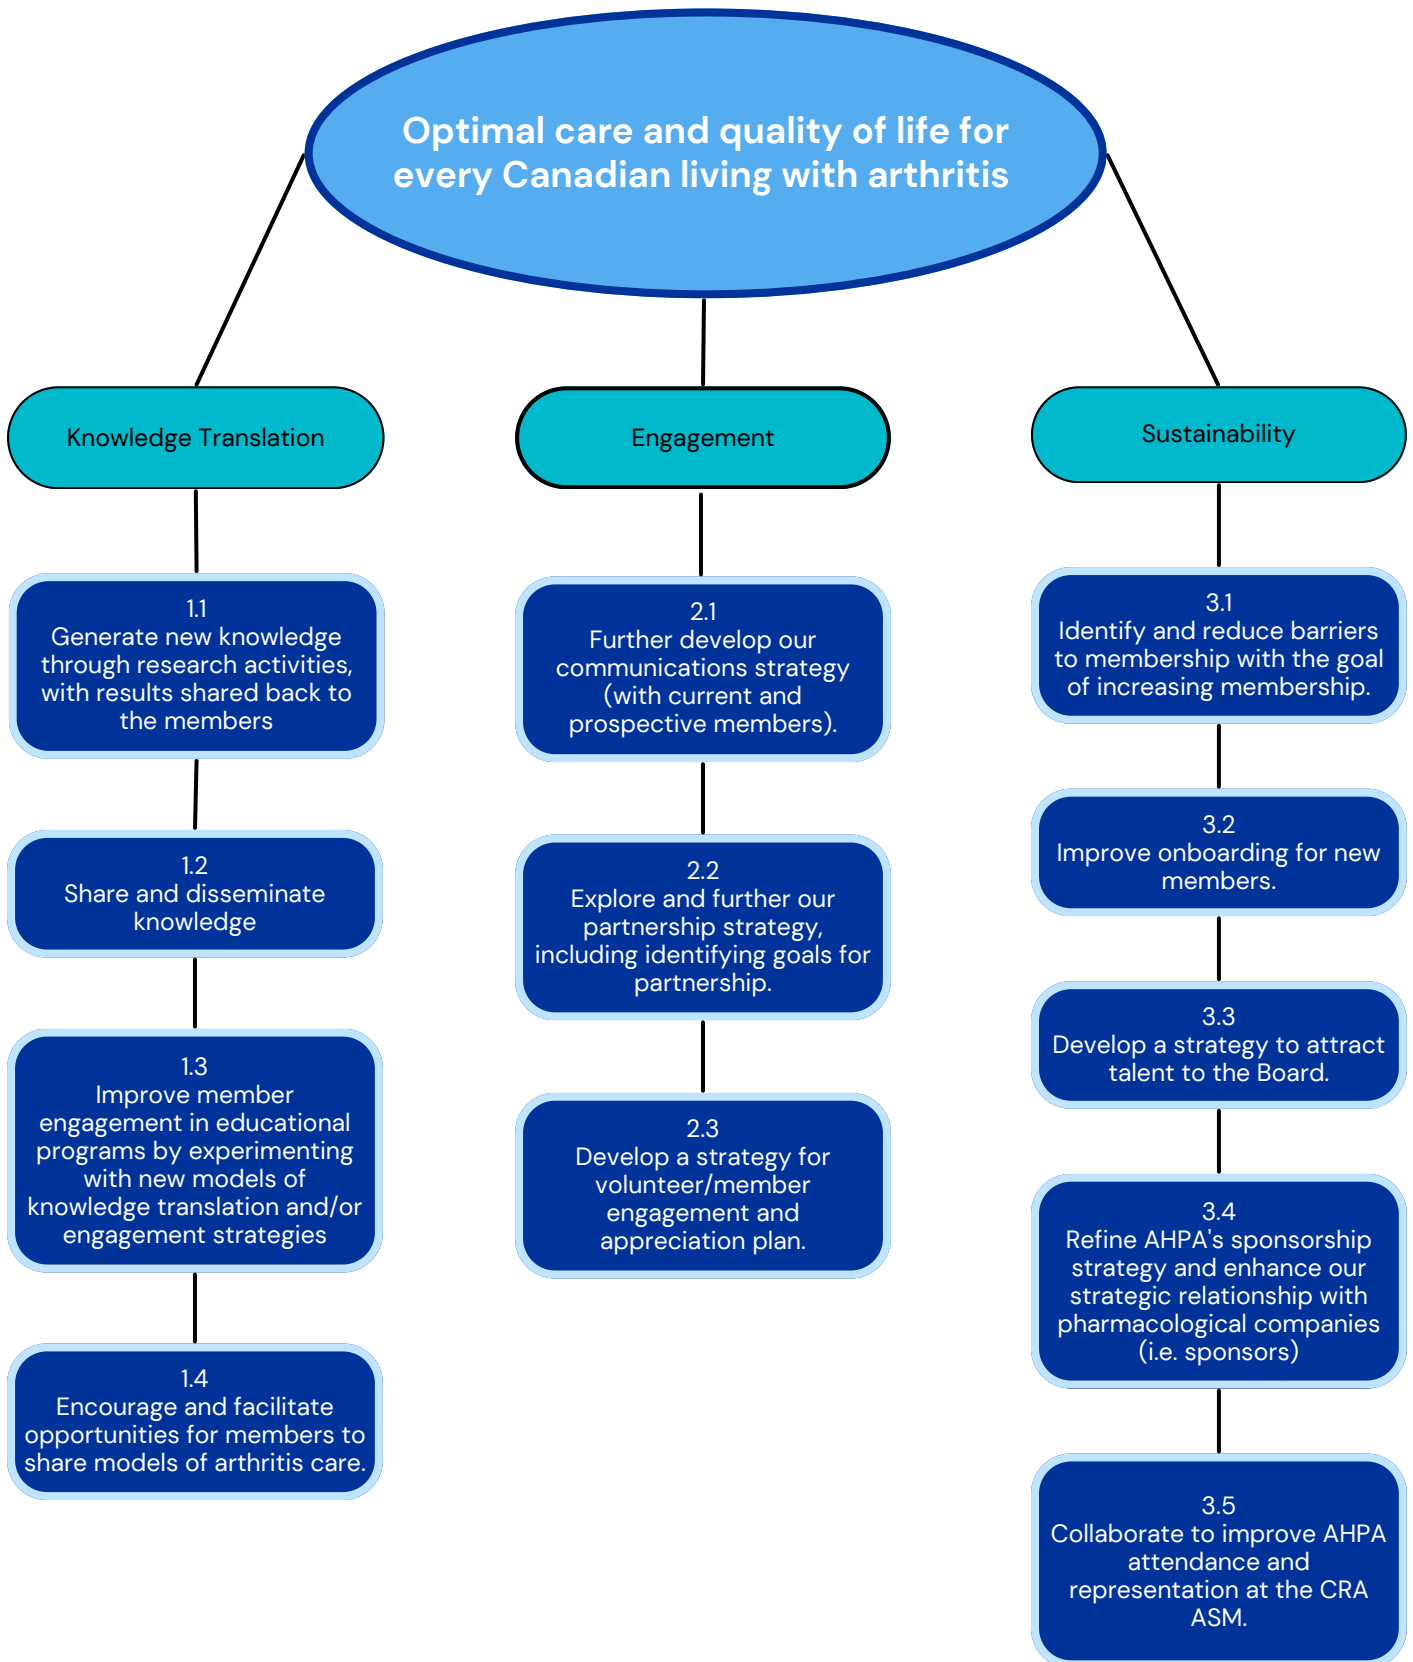 Optimal care and quality of life for
every Canadian living with arthritis
Knowledge Translation
1.1
Generate new knowledge
through research activities,
with results shared back to
the members
1.2
Share and disseminate
knowledge
1.3
Improve member
engagement in educational
programs by experimenting
with new models of
knowledge translation and/or
engagement strategies
1.4
Encourage and facilitate
opportunities for members to
share models of arthritis care.
Engagement
2.1
Further develop our
communications strategy
(with current and
prospective members).
2.2
Explore and further our
partnership strategy,
including identifying goals for
partnership.
2.3
Develop a strategy for
volunteer/member
engagement and
appreciation plan.
Sustainability
3.1
Identify and reduce barriers
to membership with the goal
of increasing membership.
3.2
Improve onboarding for new
members.
3.3
Develop a strategy to attract
talent to the Board.
3.4
Refine AHPA's sponsorship
strategy and enhance our
strategic relationship with
pharmacological companies
(i.e. sponsors)
3.5
Collaborate to improve AHPA
attendance and
representation at the CRA
ASM.